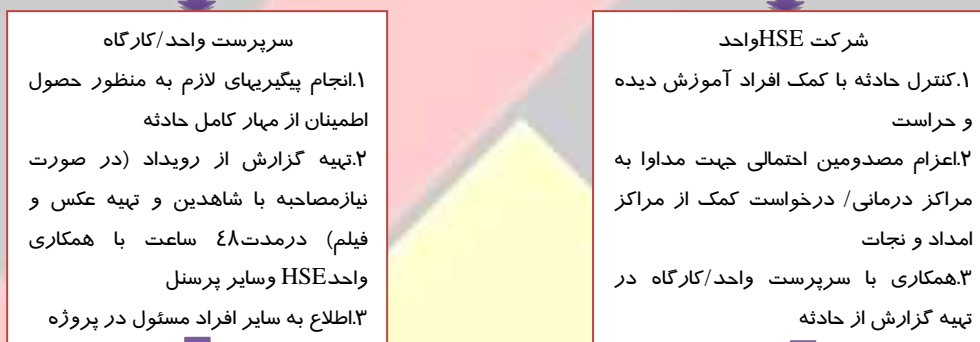 شرکت HSEواحد
۱.کنترل حادثه با کمک افراد آموزش دیده
و حراست
۲.اعزام مصدومین احتمالی جهت مداوا به
مراکز درمانی/ درخواست کمک از مراکز
امداد و نجات
۳.همکاری با سرپرست واحد/کارگاه در
تهیه گزارش از حادثه
سرپرست واحد/کارگاه
۱.انجام پیگیریهای لازم به منظور حصول
اطمینان از مهار کامل حادثه
۲.تهیه گزارش از رویداد (در صورت
نیازمصاحبه با شاهدین و تهیه عکس و
فیلم) درمدت٤٨ ساعت با همکاری
واحدHSE وسایر پرسنل
۳.اطلاع به سایر افراد مسئول در پروژه